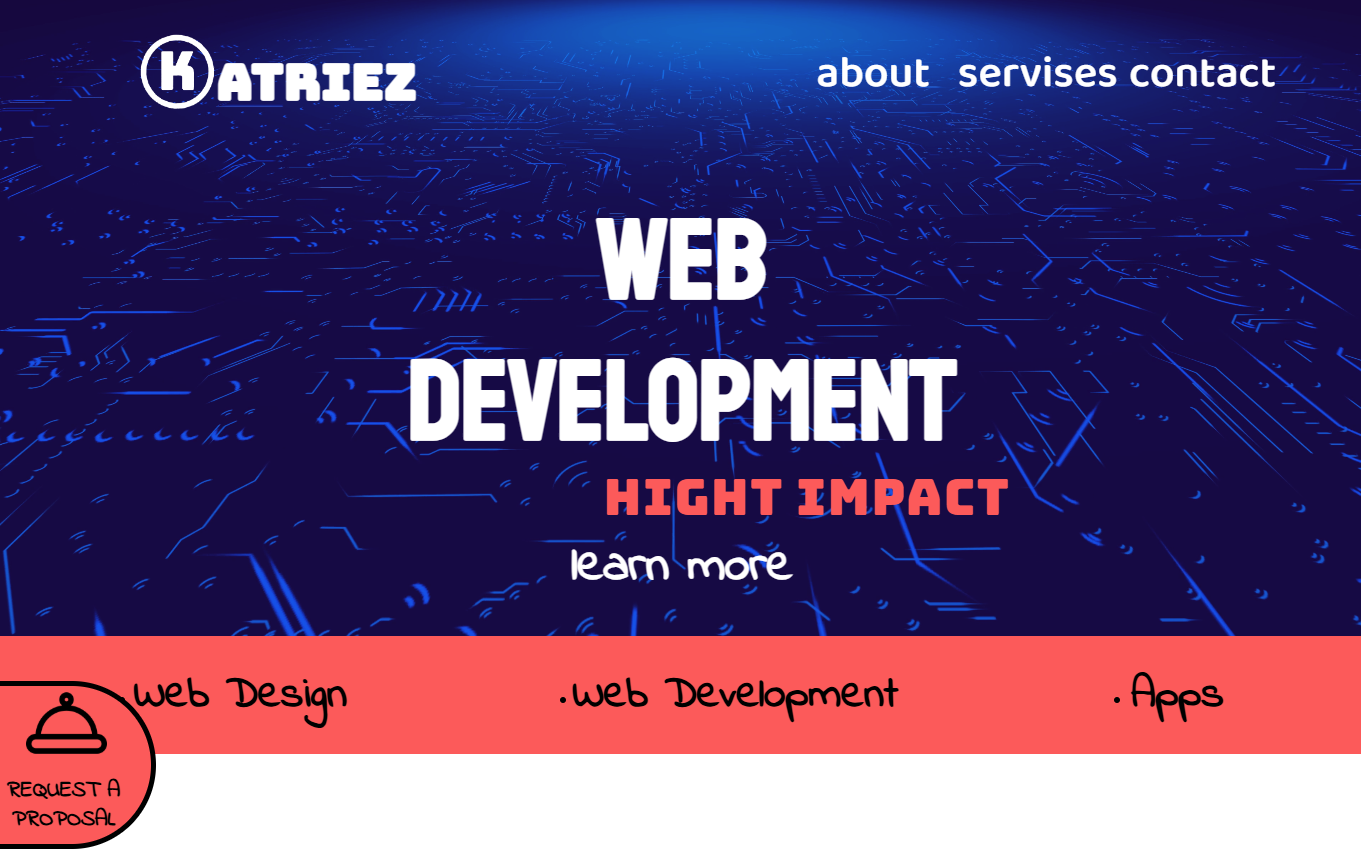 KATRIEZ
about servises contact
WEB
DEVELOPMENT
HIGHT IMPACT
learn more
.Web Design .Web Development . Apps
REQUEST A
PROPOSAL